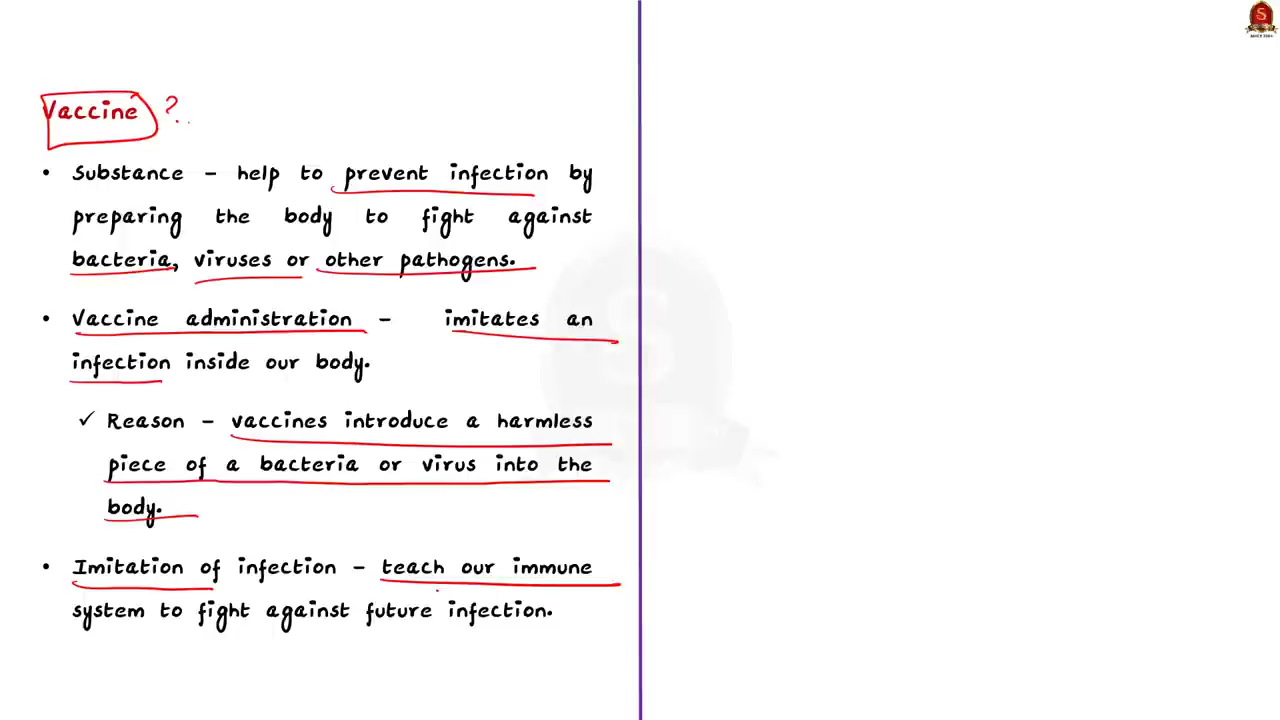 Vaccine ?
• Substance – help to prevent infection by
preparing the body to fight against
bacteria, viruses or other pathogens.
• Vaccine administration – imitates an
infection inside our body.
✓ Reason – vaccines introduce a harmless
piece of a bacteria or virus into the
body.
• Imitation of infection – teach our immune
system to fight against future infection.
S
S